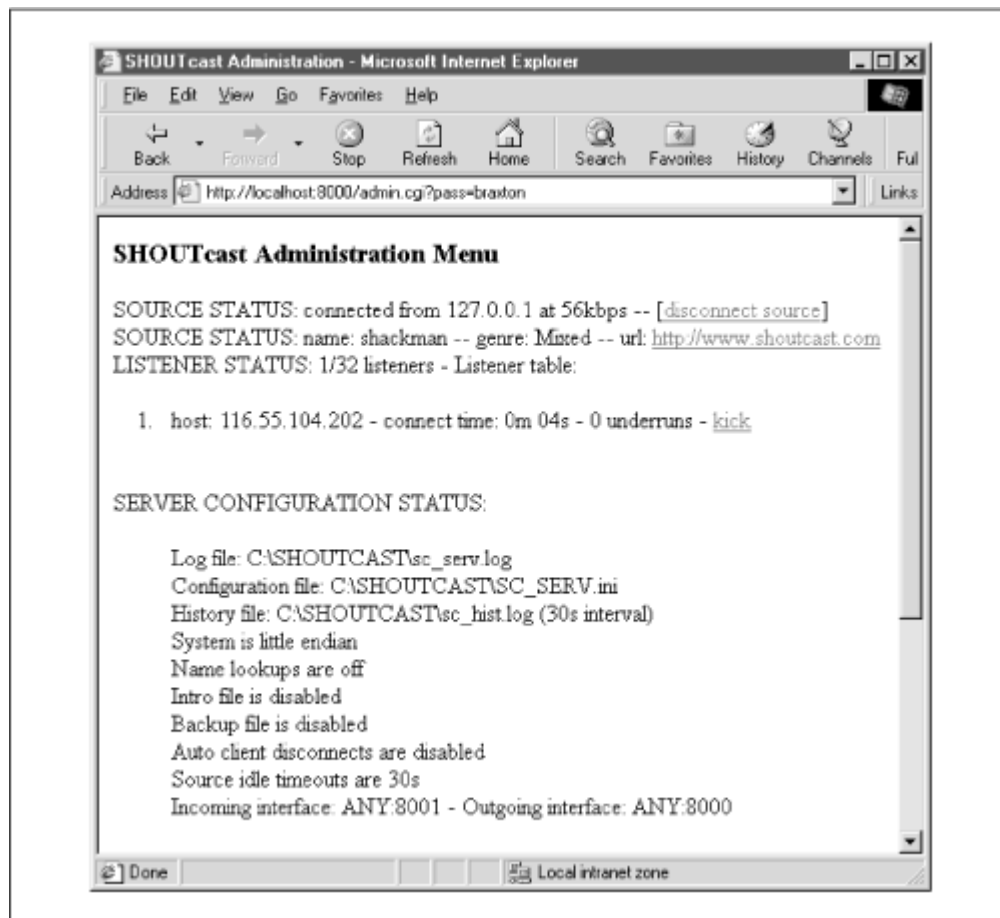 SHOUTcast Administration - Microsoft Internet Explorer
File Edit View Go Favorites Help
Back Forward Stop Refresh Home Search Favorites History Channels Ful
Address http://localhost:8000/admin.cgi?pass=braxton Links
SHOUTcast Administration Menu
SOURCE STATUS: connected from 127.0.0.1 at 56kbps -- [disconnect source]
SOURCE STATUS: name: shackman -- genre: Mixed -- url: http://www.shoutcast.com
LISTENER STATUS: 1/32 listeners - Listener table:
1. host: 116.55.104.202 - connect time: 0m 04s - 0 underruns - kick
SERVER CONFIGURATION STATUS:
Log file: C:\SHOUTCAST\sc_serv.log
Configuration file: C:\SHOUTCAST\SC_SERV.ini
History file: C:\SHOUTCAST\sc_hist.log (30s interval)
System is little endian
Name lookups are off
Intro file is disabled
Backup file is disabled
Auto client disconnects are disabled
Source idle timeouts are 30s
Incoming interface: ANY:8001 - Outgoing interface: ANY:8000
Done Local intranet zone